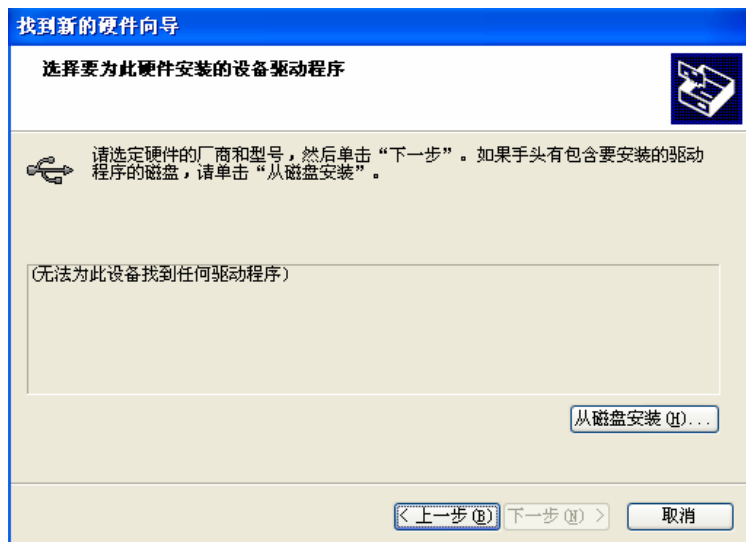 找到新的硬件向导
选择要为此硬件安装的设备驱动程序
请选定硬件的厂商和型号，然后单击“下一步”。如果手头有包含要安装的驱动
程序的磁盘，请单击“从磁盘安装”。
(无法为此设备找到任何驱动程序)
从磁盘安装(H)...
< 上一步(B) 下一步(N) > 取消